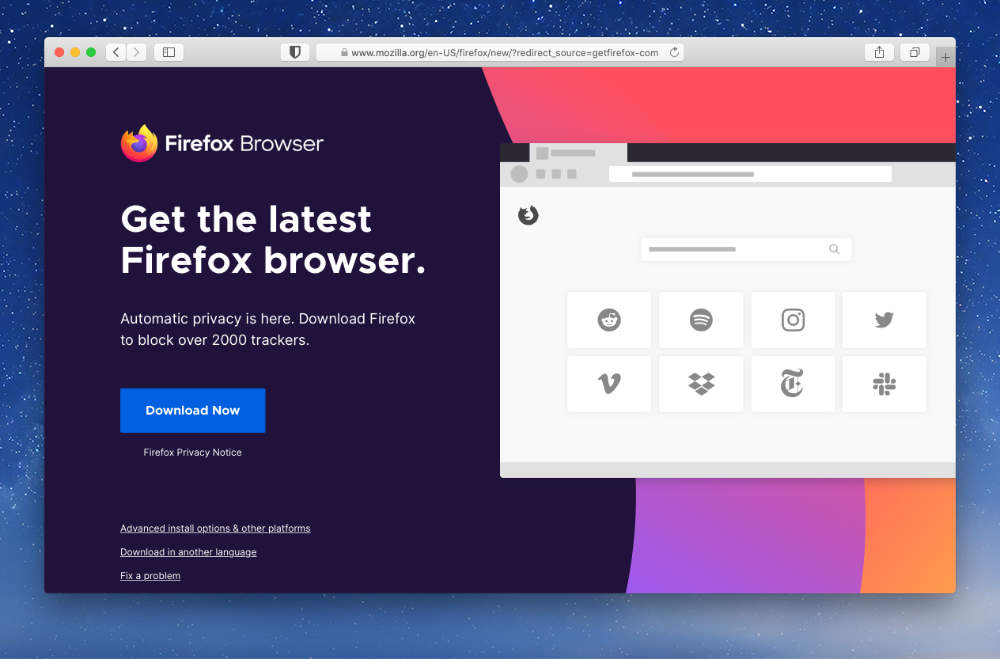 www.mozilla.org/en-US/firefox/new/?redirect_source=getfirefox-com
Firefox Browser
Get the latest
Firefox browser.
Automatic privacy is here. Download Firefox
to block over 2000 trackers.
Download Now
Firefox Privacy Notice
Advanced install options & other platforms
Download in another language
Fix a problem